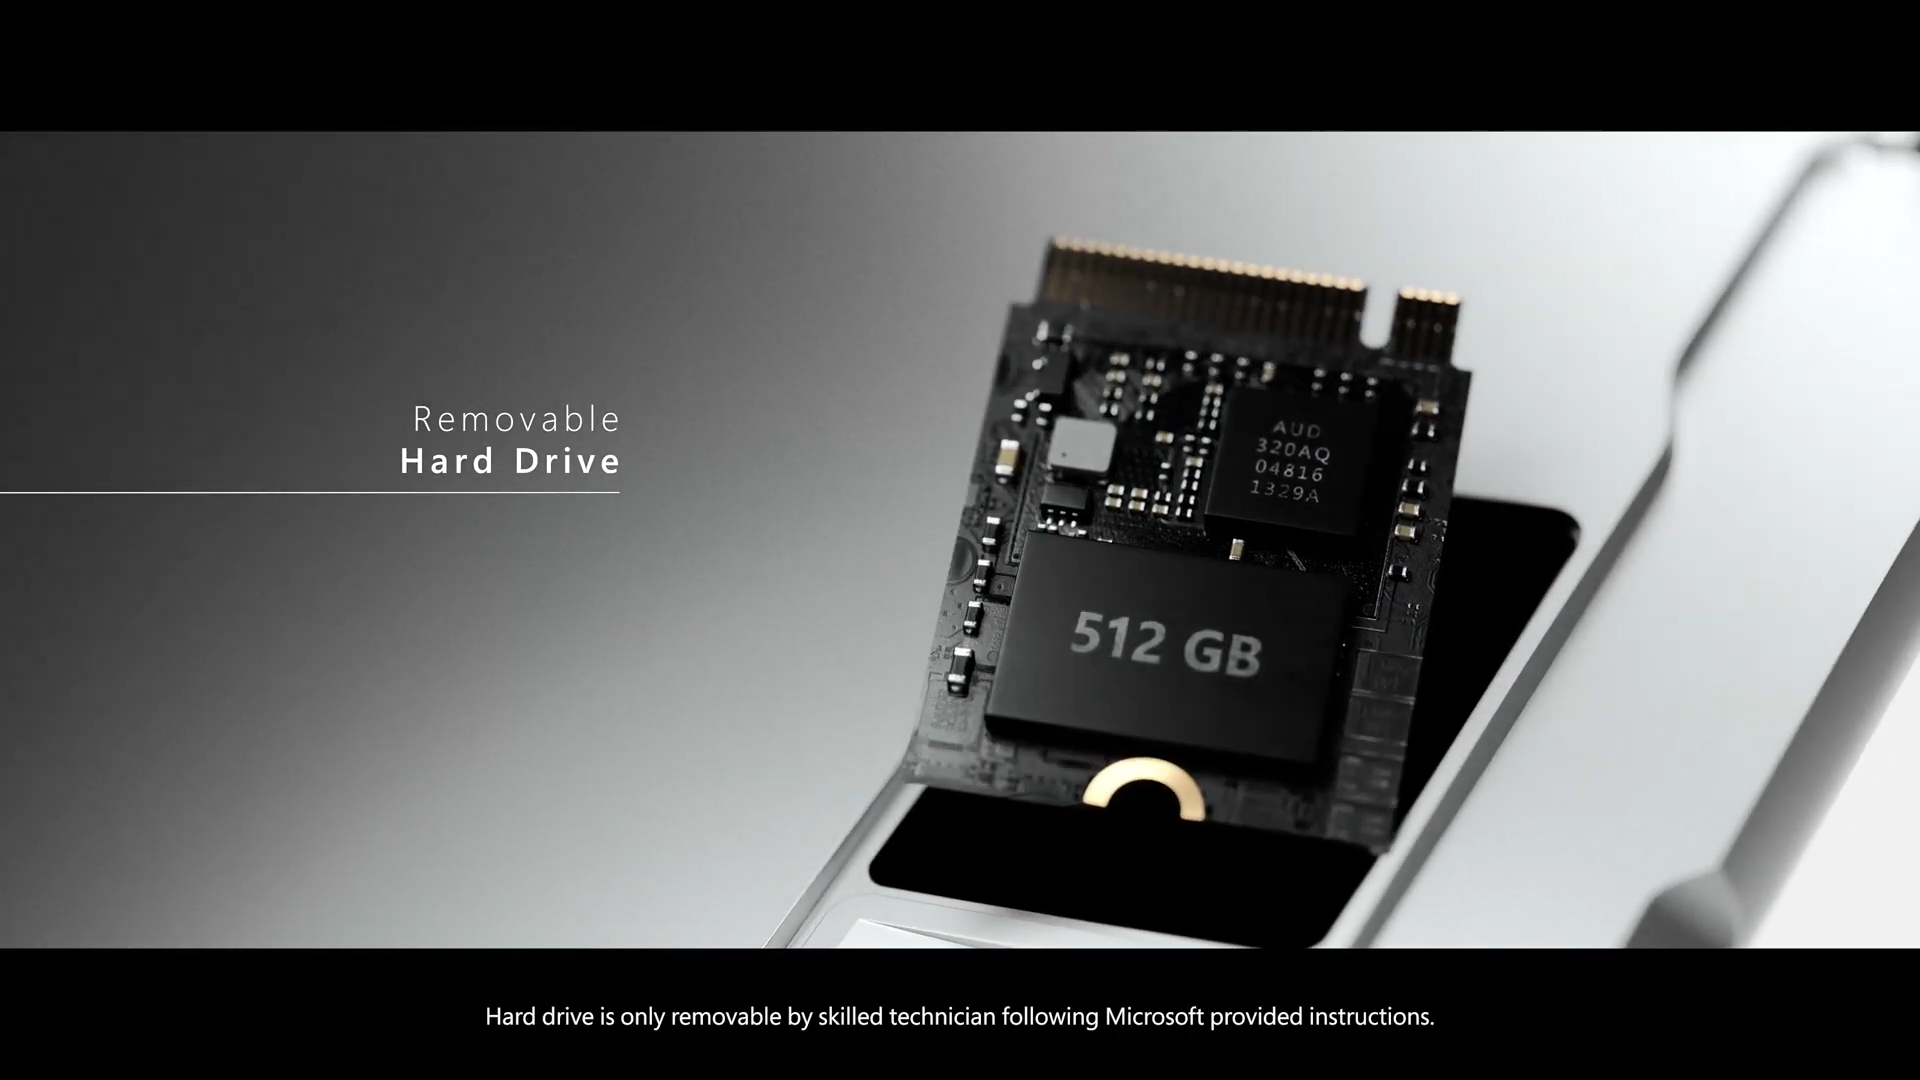 Removable
Hard Drive
AUD
320AQ
04816
1329A
512 GB
Hard drive is only removable by skilled technician following Microsoft provided instructions.